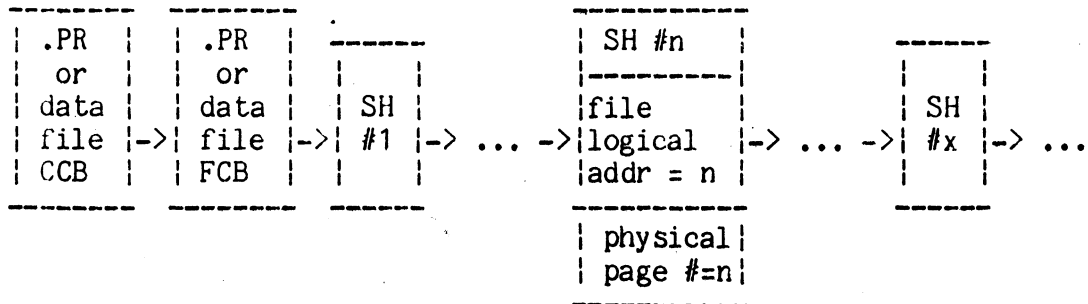 .PR .PR SH #n
or or
data data SH file SH
file -> file -> #1 -> ... -> logical -> ... -> #x -> ...
CCB FCB addr = n
physical
page #=n